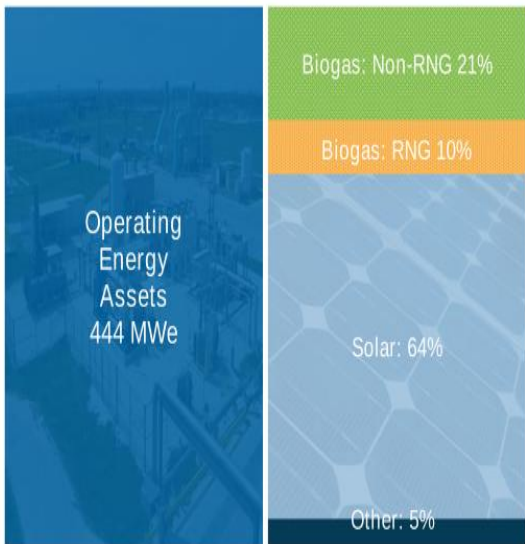 Operating
Energy
Assets
444 MWe
Biogas: Non-RNG 21%
Biogas: RNG 10%
Solar: 64%
Other: 5%